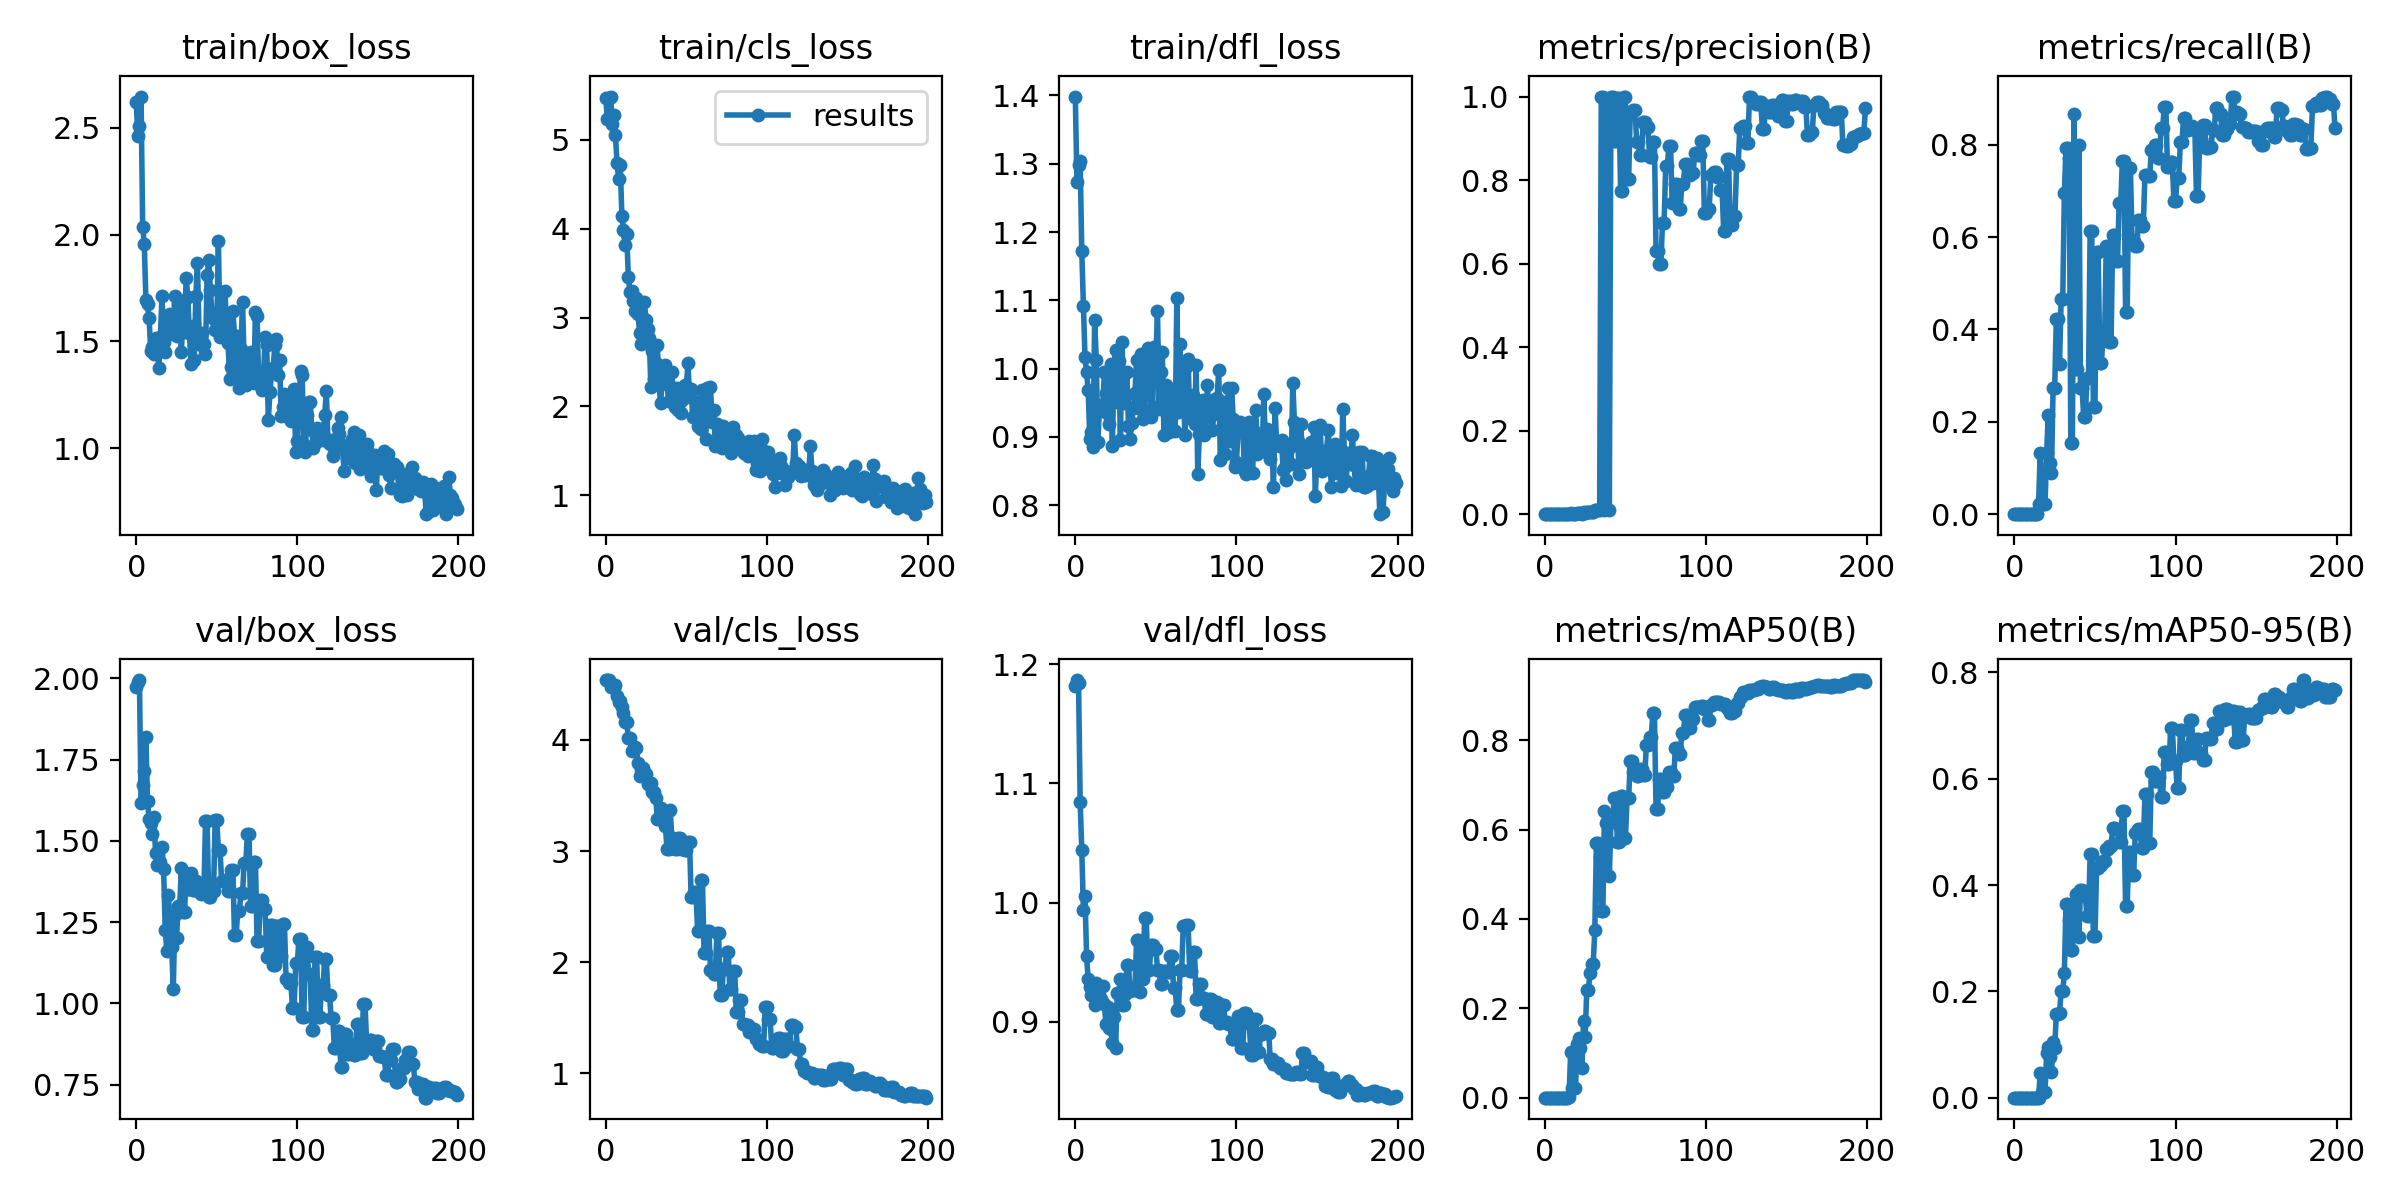 train/box_loss
2.5
2.0
1.5
1.0
0 100 200
train/cls_loss
results
5
4
3
2
1
0 100 200
train/dfl_loss
1.4
1.3
1.2
1.1
1.0
0.9
0.8
0 100 200
metrics/precision(B)
1.0
0.8
0.6
0.4
0.2
0.0
0 100 200
metrics/recall(B)
0.8
0.6
0.4
0.2
0.0
0 100 200
val/box_loss
2.00
1.75
1.50
1.25
1.00
0.75
0 100 200
val/cls_loss
4
3
2
1
0 100 200
val/dfl_loss
1.2
1.1
1.0
0.9
0 100 200
metrics/mAP50(B)
0.8
0.6
0.4
0.2
0.0
0 100 200
metrics/mAP50-95(B)
0.8
0.6
0.4
0.2
0.0
0 100 200